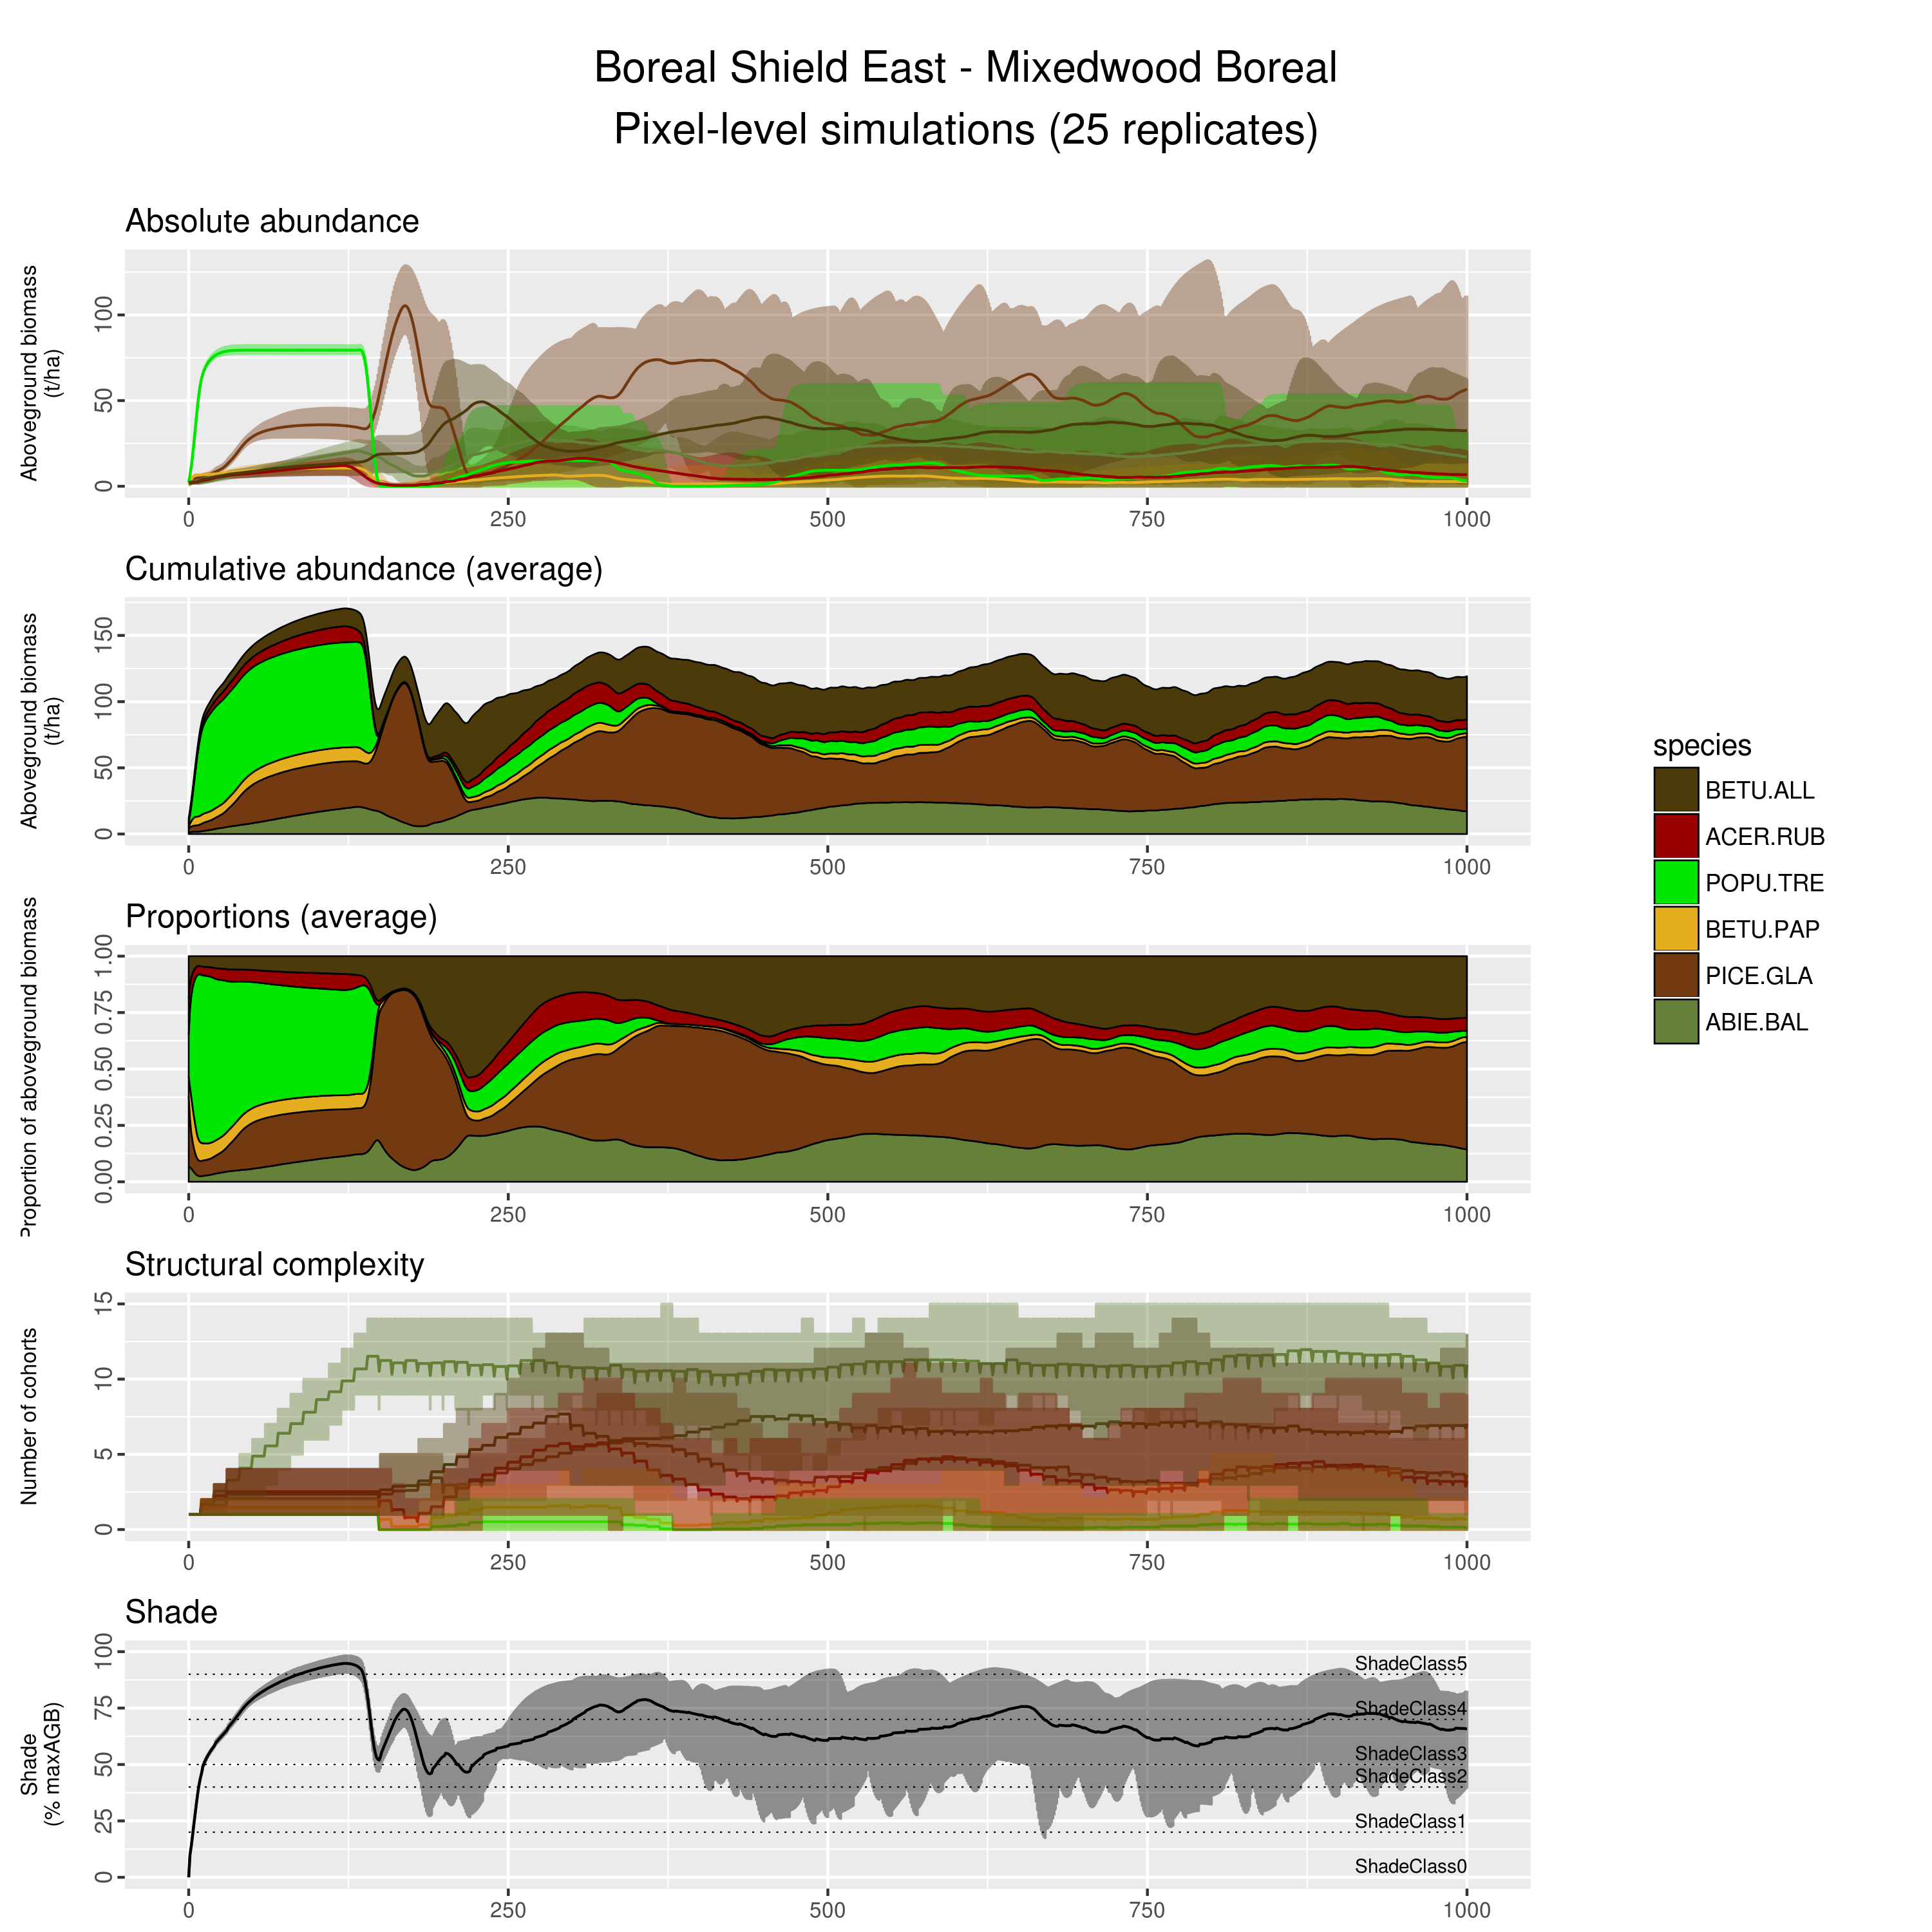 Boreal Shield East - Mixedwood Boreal
Pixel-level simulations (25 replicates)
Absolute abundance
Aboveground biomass
(t/ha)
0
50
100
0
250
500
750
1000
Cumulative abundance (average)
Aboveground biomass
(t/ha)
0
50
100
150
0
250
500
750
1000
Proportions (average)
Proportion of aboveground biomass
0.00
0.25
0.50
0.75
1.00
0
250
500
750
1000
Structural complexity
Number of cohorts
0
5
10
15
0
250
500
750
1000
Shade
Shade
(% maxAGB)
0
25
50
75
100
ShadeClass5
ShadeClass4
ShadeClass3
ShadeClass2
ShadeClass1
ShadeClass0
0
250
500
750
1000
species
BETU.ALL
ACER.RUB
POPU.TRE
BETU.PAP
PICE.GLA
ABIE.BAL